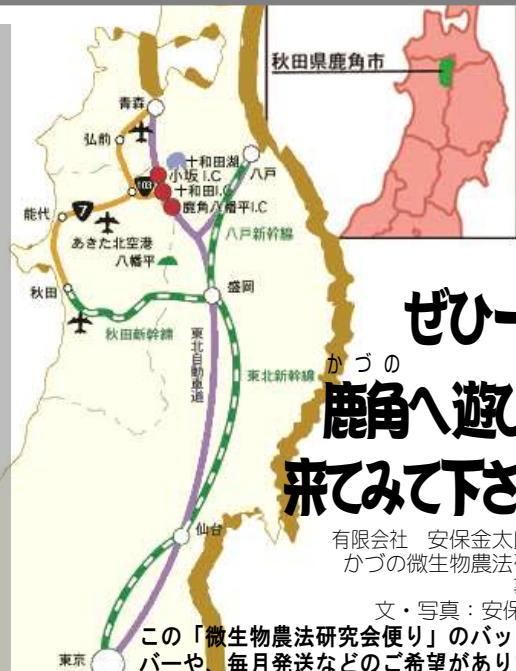 秋田県鹿角市
青森
弘前
十和田湖
八戸
小坂 I.C
103
十和田I.C
鹿角八幡平I.C
能代
7
あきた北空港
八幡平
八戸新幹線
秋田
盛岡
秋田新幹線
東北自動車道
東北新幹線
仙台
東京
ぜひ一
かづの
鹿角へ遊び
来てみて下さ
有限会社 安保金太郎
かづの微生物農法研
文・写真:安保
この「微生物農法研究会便り」のバッ
バーや、毎月発送などのご希望があり